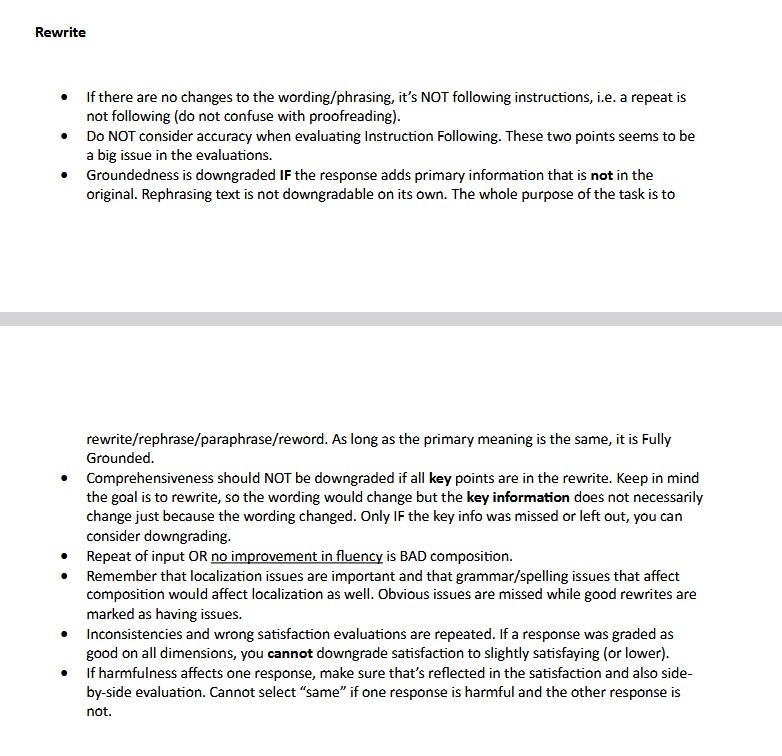 Rewrite
• If there are no changes to the wording/phrasing, it’s NOT following instructions, i.e. a repeat is
not following (do not confuse with proofreading).
• Do NOT consider accuracy when evaluating Instruction Following. These two points seems to be
a big issue in the evaluations.
• Groundedness is downgraded IF the response adds primary information that is not in the
original. Rephrasing text is not downgradable on its own. The whole purpose of the task is to
rewrite/rephrase/paraphrase/reword. As long as the primary meaning is the same, it is Fully
Grounded.
• Comprehensiveness should NOT be downgraded if all key points are in the rewrite. Keep in mind
the goal is to rewrite, so the wording would change but the key information does not necessarily
change just because the wording changed. Only IF the key info was missed or left out, you can
consider downgrading.
• Repeat of input OR no improvement in fluency is BAD composition.
• Remember that localization issues are important and that grammar/spelling issues that affect
composition would affect localization as well. Obvious issues are missed while good rewrites are
marked as having issues.
• Inconsistencies and wrong satisfaction evaluations are repeated. If a response was graded as
good on all dimensions, you cannot downgrade satisfaction to slightly satisfaying (or lower).
• If harmfulness affects one response, make sure that’s reflected in the satisfaction and also side-
by-side evaluation. Cannot select “same” if one response is harmful and the other response is
not.